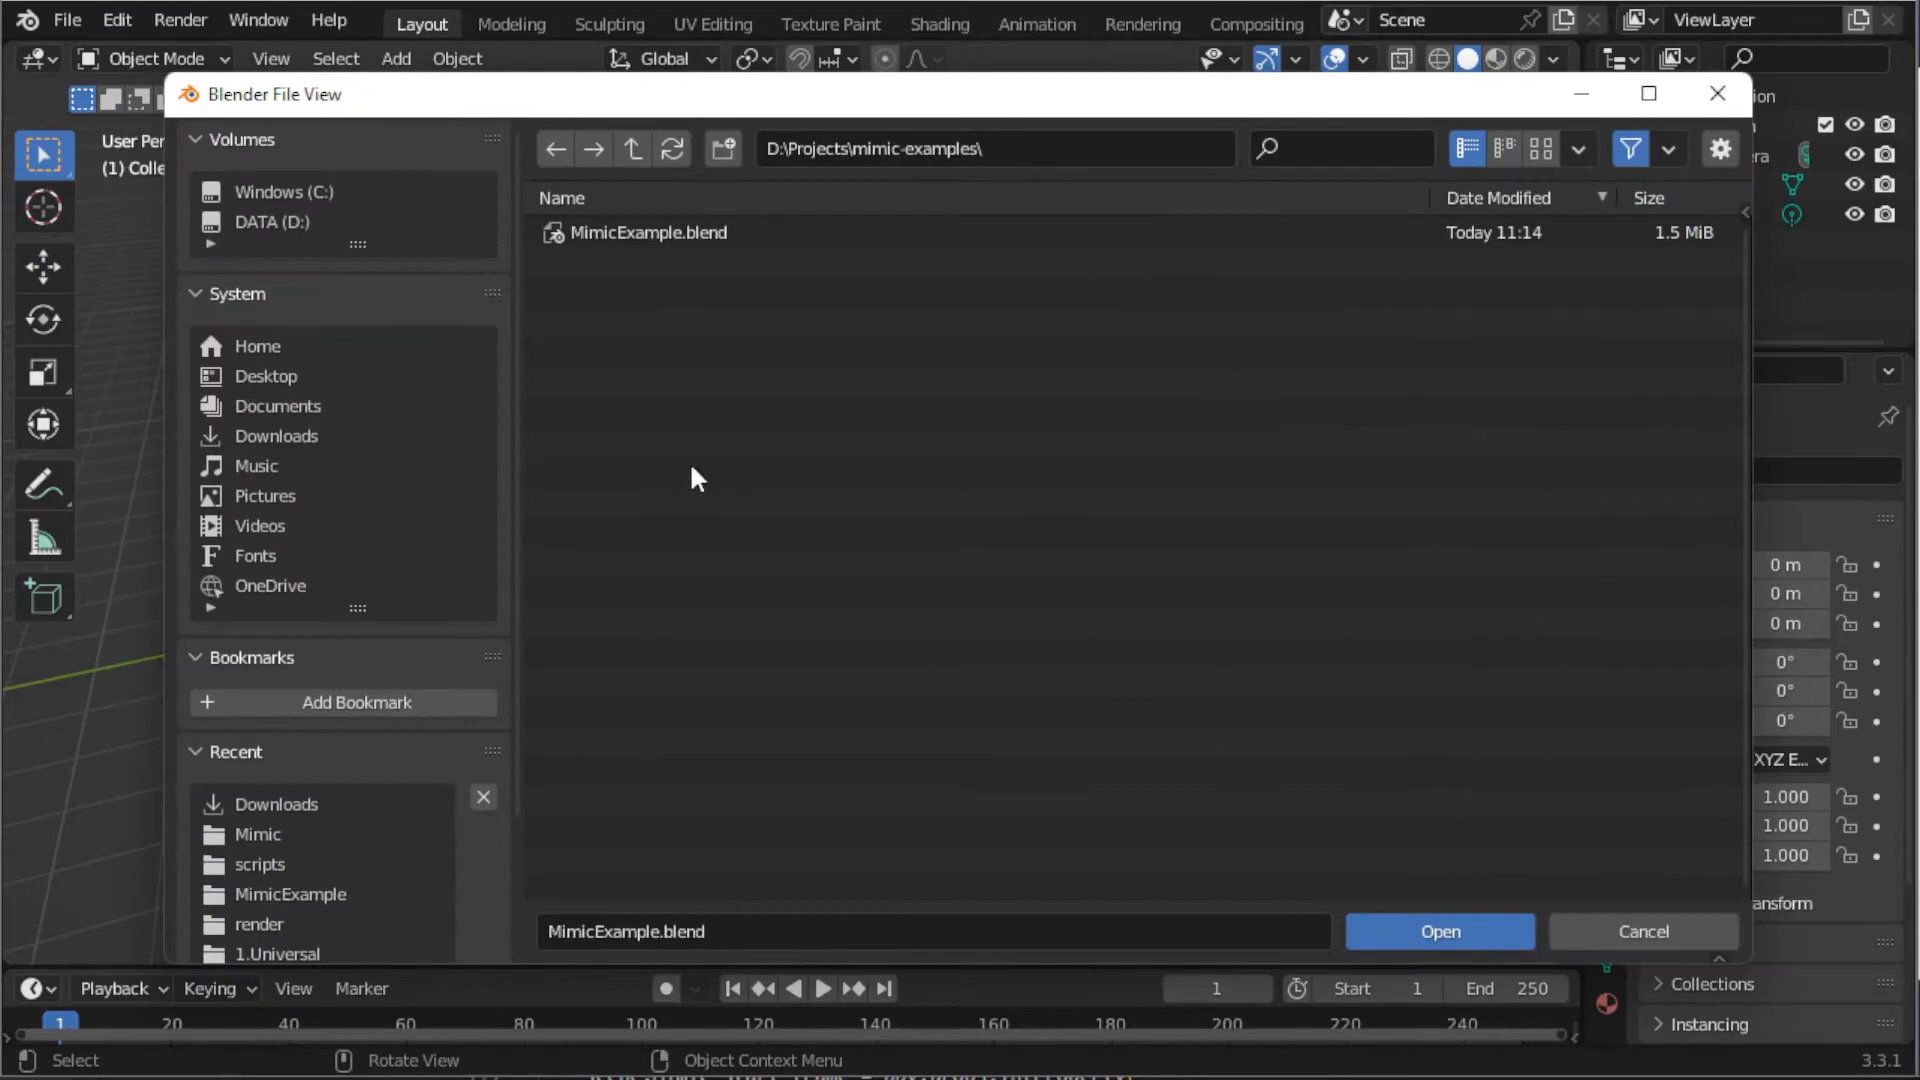 File Edit Render Window Help Layout Modeling Sculpting UV Editing Texture Paint Shading Animation Rendering Compositing Scene ViewLayer
Object Mode View Select Add Object Global
Blender File View
User Per
(1) Colle
Volumes
Windows (C:)
DATA (D:)
System
Home
Desktop
Documents
Downloads
Music
Pictures
Videos
Fonts
OneDrive
Bookmarks
Add Bookmark
Recent
Downloads
Mimic
scripts
MimicExample
render
1.Universal
D:\Projects\mimic-examples\
Name Date Modified Size
MimicExample.blend Today 11:14 1.5 MiB
MimicExample.blend Open Cancel
ion
era
0 m
0 m
0 m
0°
0°
0°
XYZ E...
1.000
1.000
1.000
ansform
Collections
Instancing
Playback Keying View Marker 1 Start 1 End 250
1 20 40 60 80 100 120 140 160 180 200 220 240
Select Rotate View Object Context Menu 3.3.1